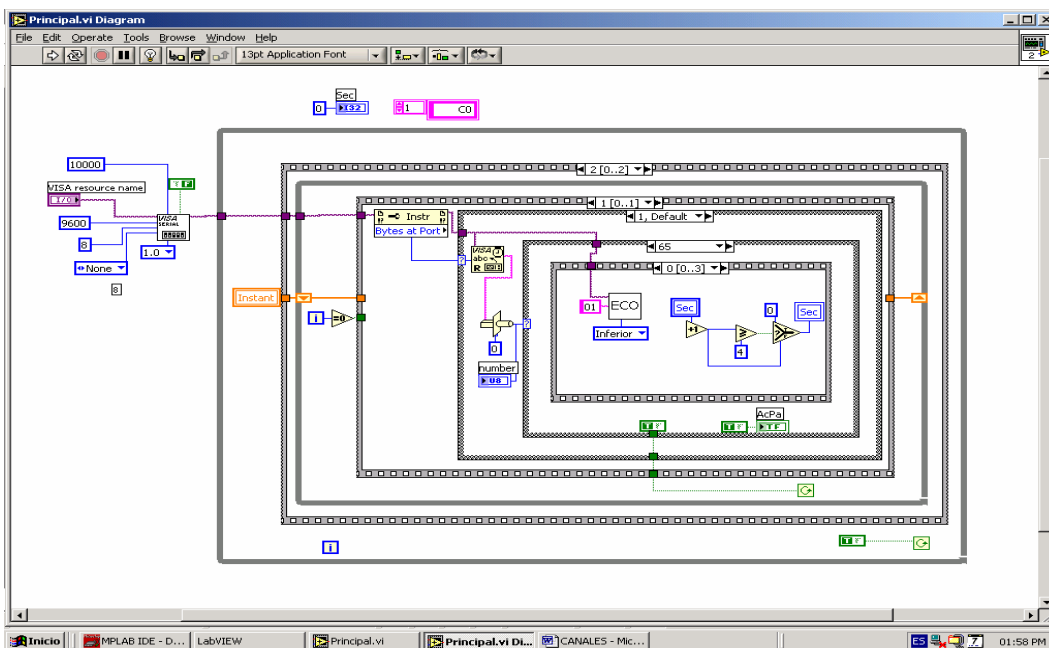 Principal.vi Diagram
File Edit Operate Tools Browse Window Help
13pt Application Font
2
Sec
0 I32
1 C0
2 [0..2]
10000
T F
VISA resource name
I/O
VISA SERIAL
9600
8
1.0
None
8
1 [0..1]
Instr
Bytes at Port
1, Default
65
VISA abc R
0 [0..3]
Instant
i =0
?
?
01 ECO
Inferior
Sec
+1
≥
4
0
?
Sec
0
number
U8
T F
T F
AcPa
TF
i
T F
Inicio
MPLAB IDE - D...
LabVIEW
Principal.vi
Principal.vi Di...
CANALES - Mic...
ES
7
01:58 PM